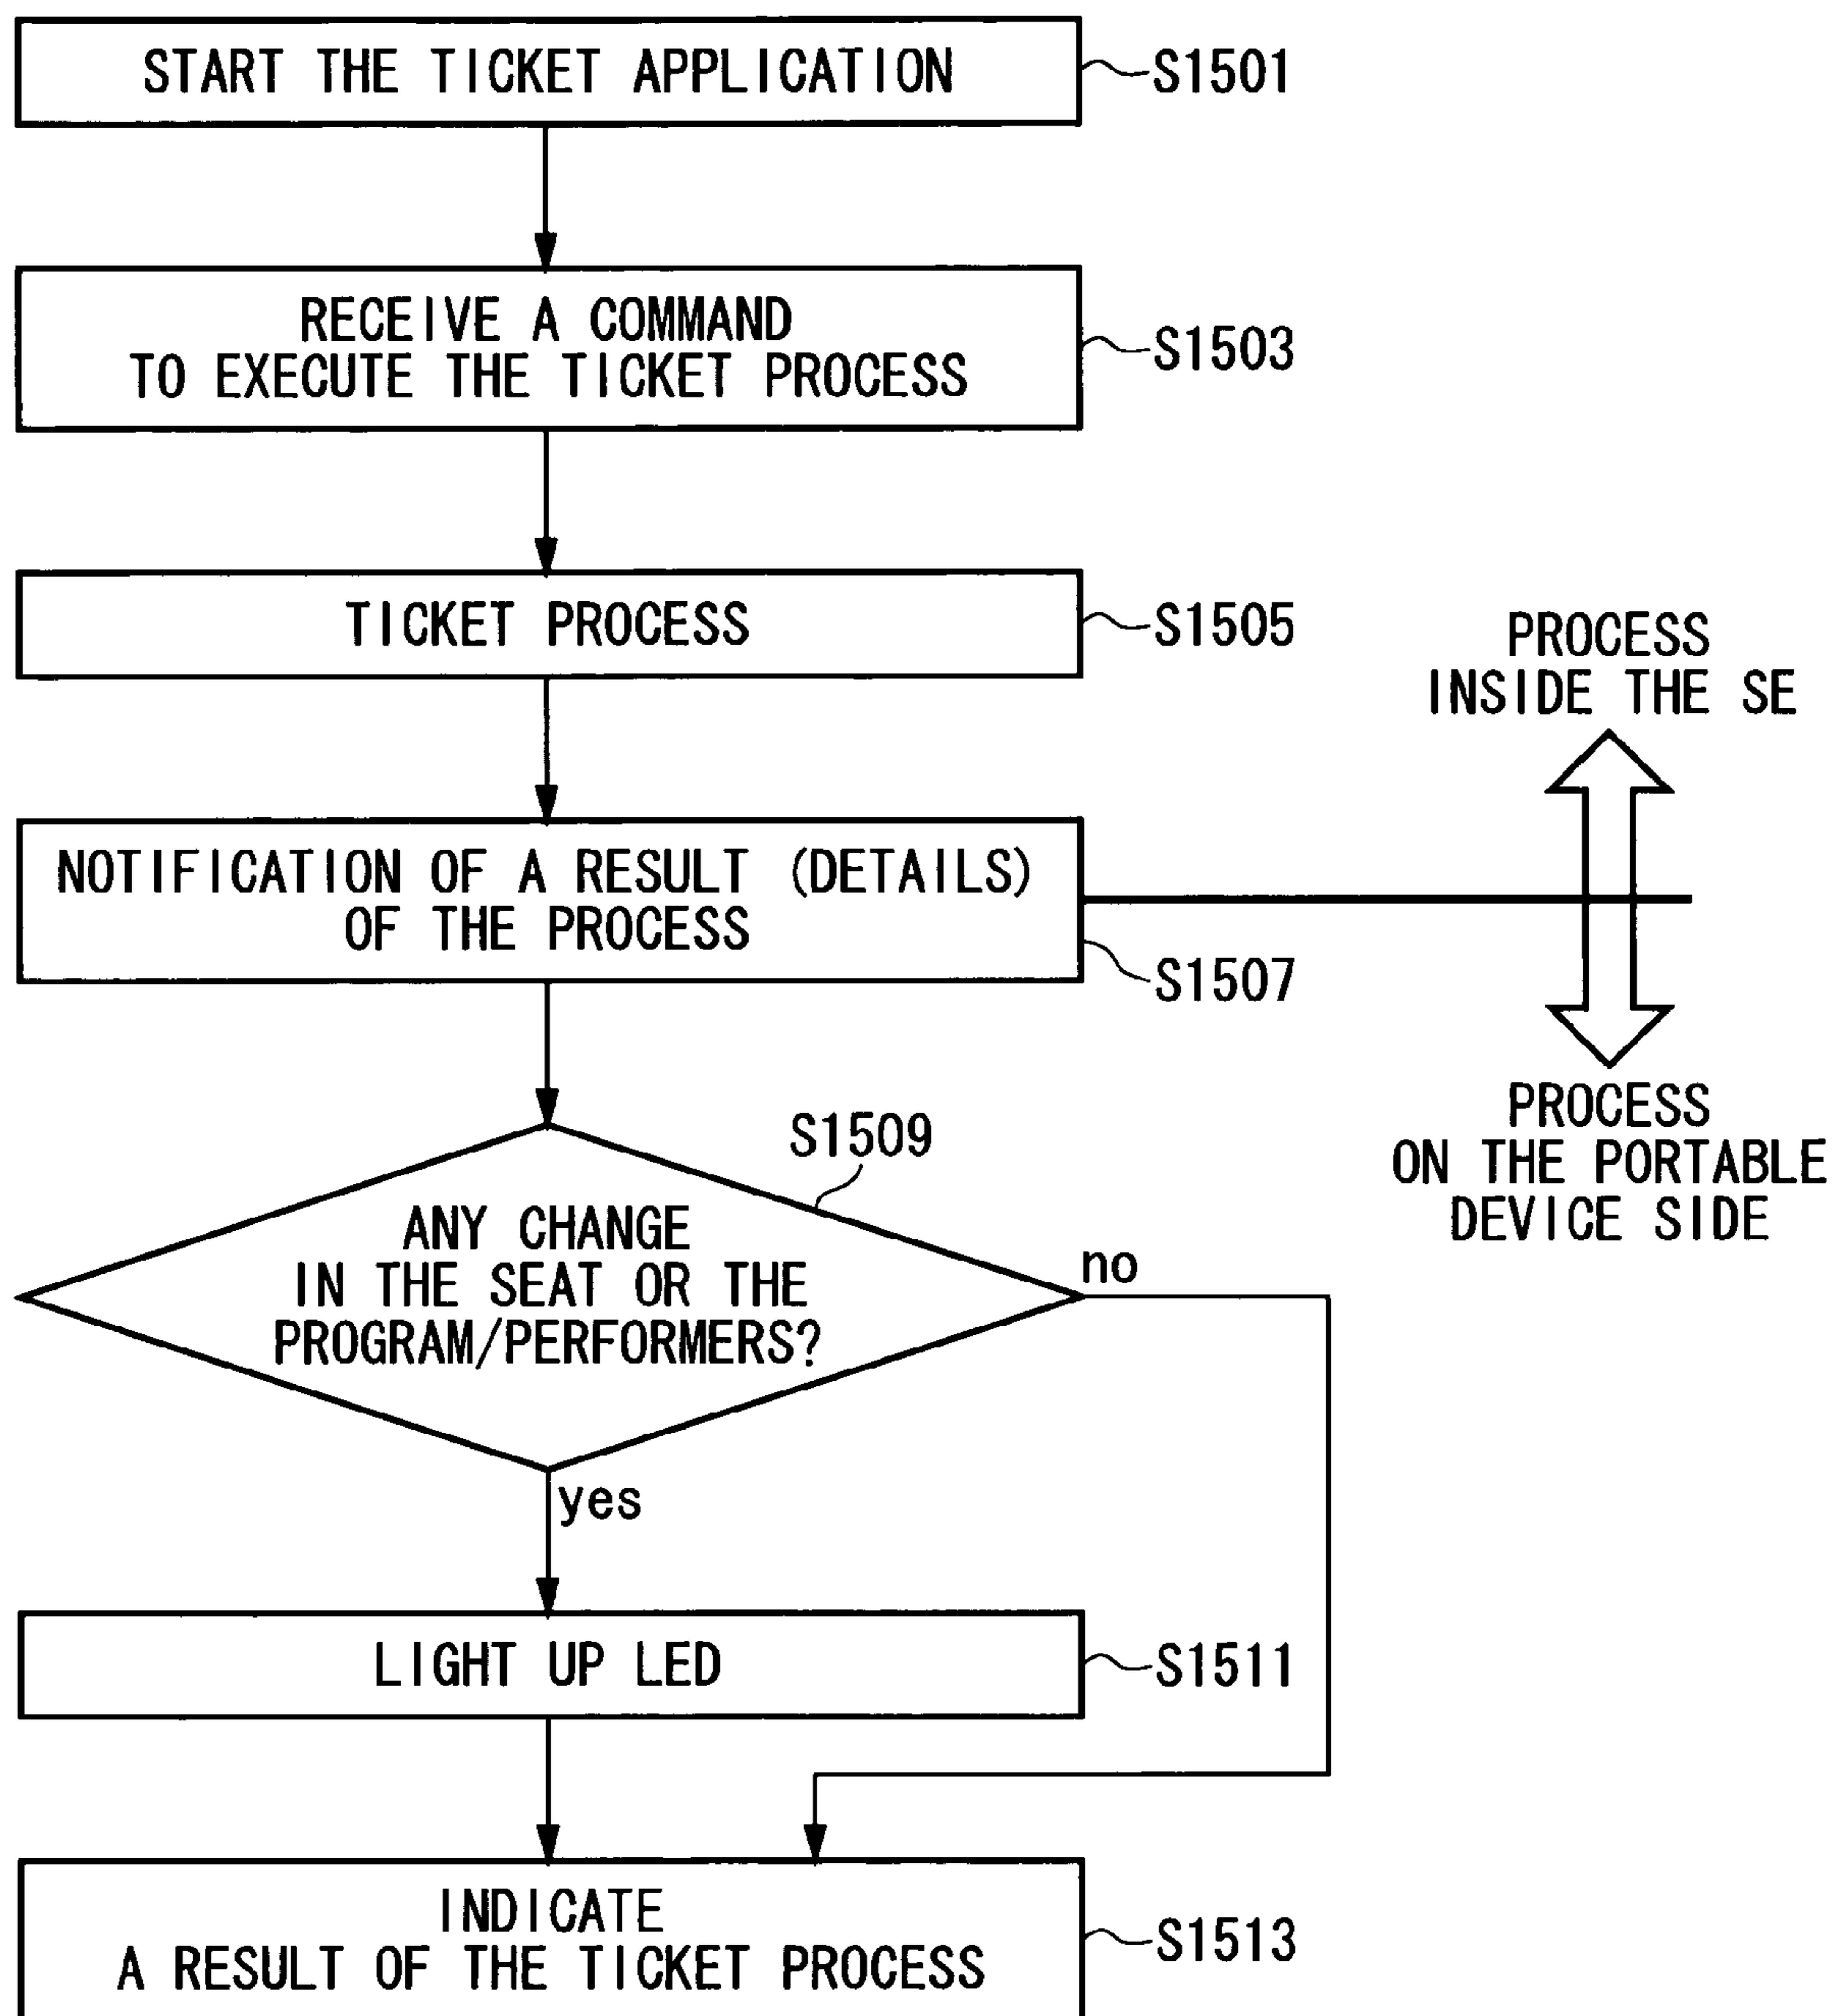 START THE TICKET APPLICATION
S1501
RECEIVE A COMMAND
TO EXECUTE THE TICKET PROCESS
S1503
TICKET PROCESS
S1505
PROCESS
INSIDE THE SE
NOTIFICATION OF A RESULT (DETAILS)
OF THE PROCESS
S1507
PROCESS
ON THE PORTABLE
DEVICE SIDE
S1509
ANY CHANGE
IN THE SEAT OR THE
PROGRAM/PERFORMERS?
no
yes
LIGHT UP LED
S1511
INDICATE
A RESULT OF THE TICKET PROCESS
S1513